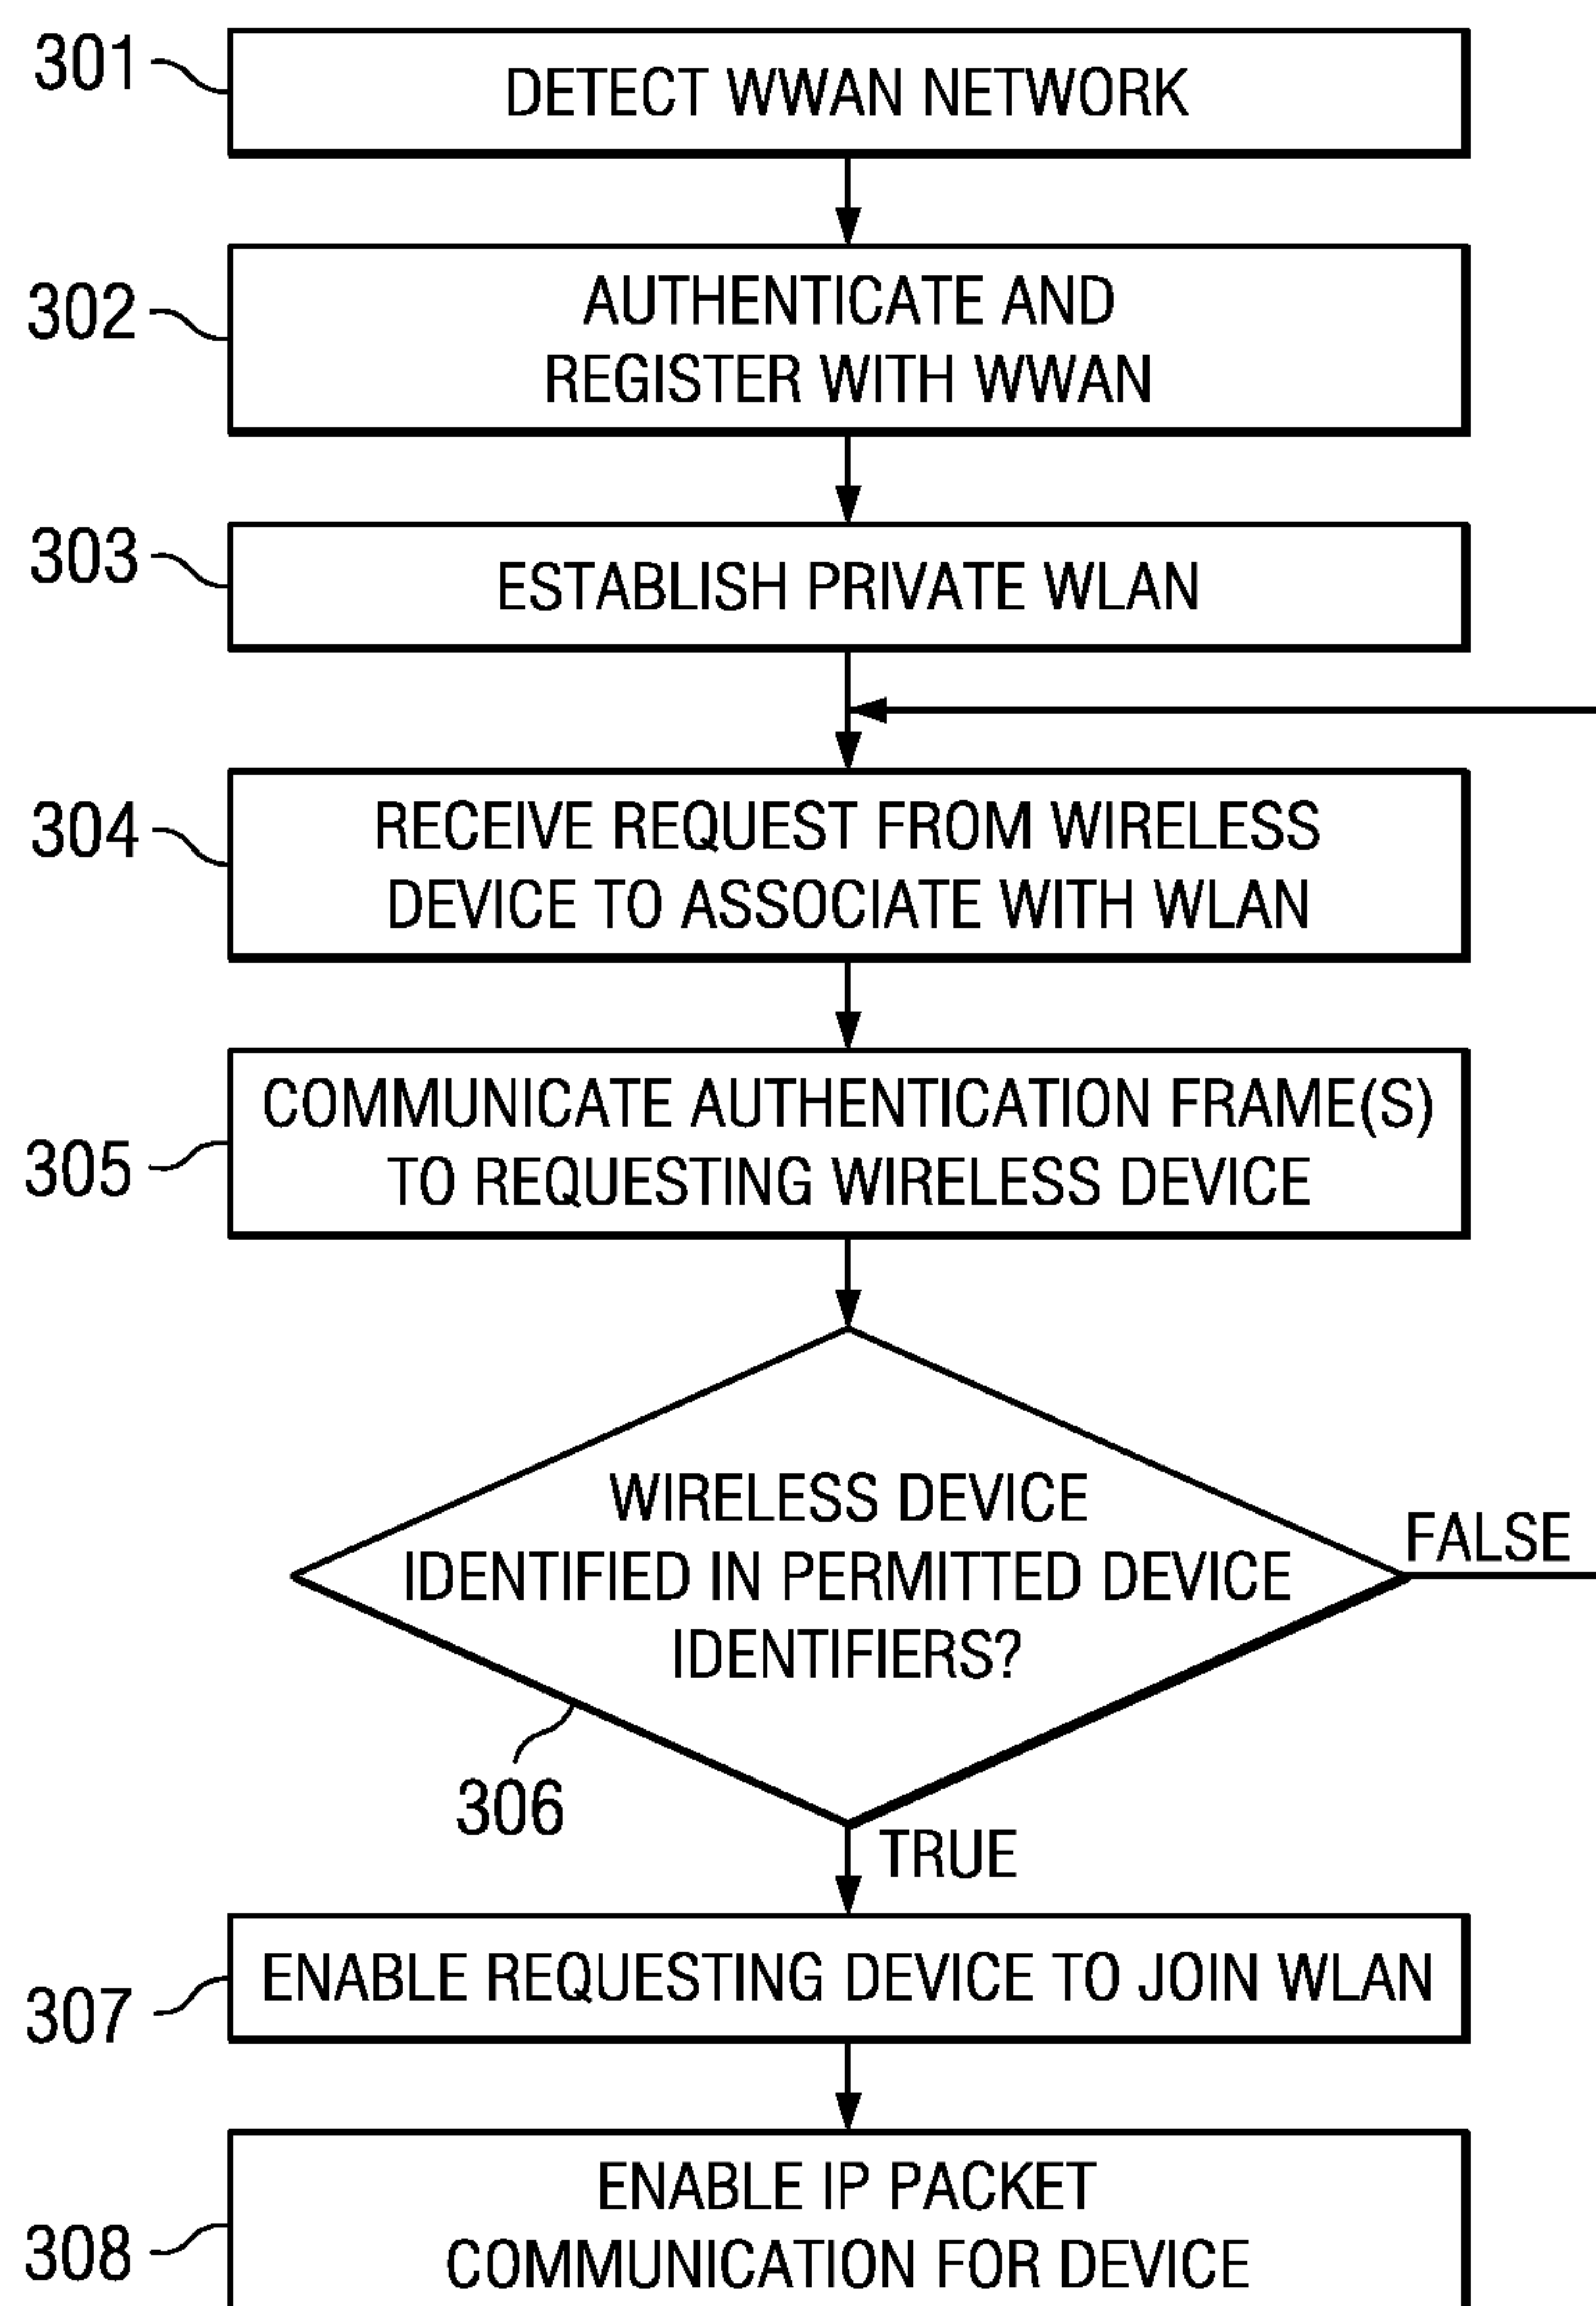 301
DETECT WWAN NETWORK
302
AUTHENTICATE AND
REGISTER WITH WWAN
303
ESTABLISH PRIVATE WLAN
304
RECEIVE REQUEST FROM WIRELESS
DEVICE TO ASSOCIATE WITH WLAN
305
COMMUNICATE AUTHENTICATION FRAME(S)
TO REQUESTING WIRELESS DEVICE
WIRELESS DEVICE
IDENTIFIED IN PERMITTED DEVICE
IDENTIFIERS?
FALSE
306
TRUE
307
ENABLE REQUESTING DEVICE TO JOIN WLAN
308
ENABLE IP PACKET
COMMUNICATION FOR DEVICE